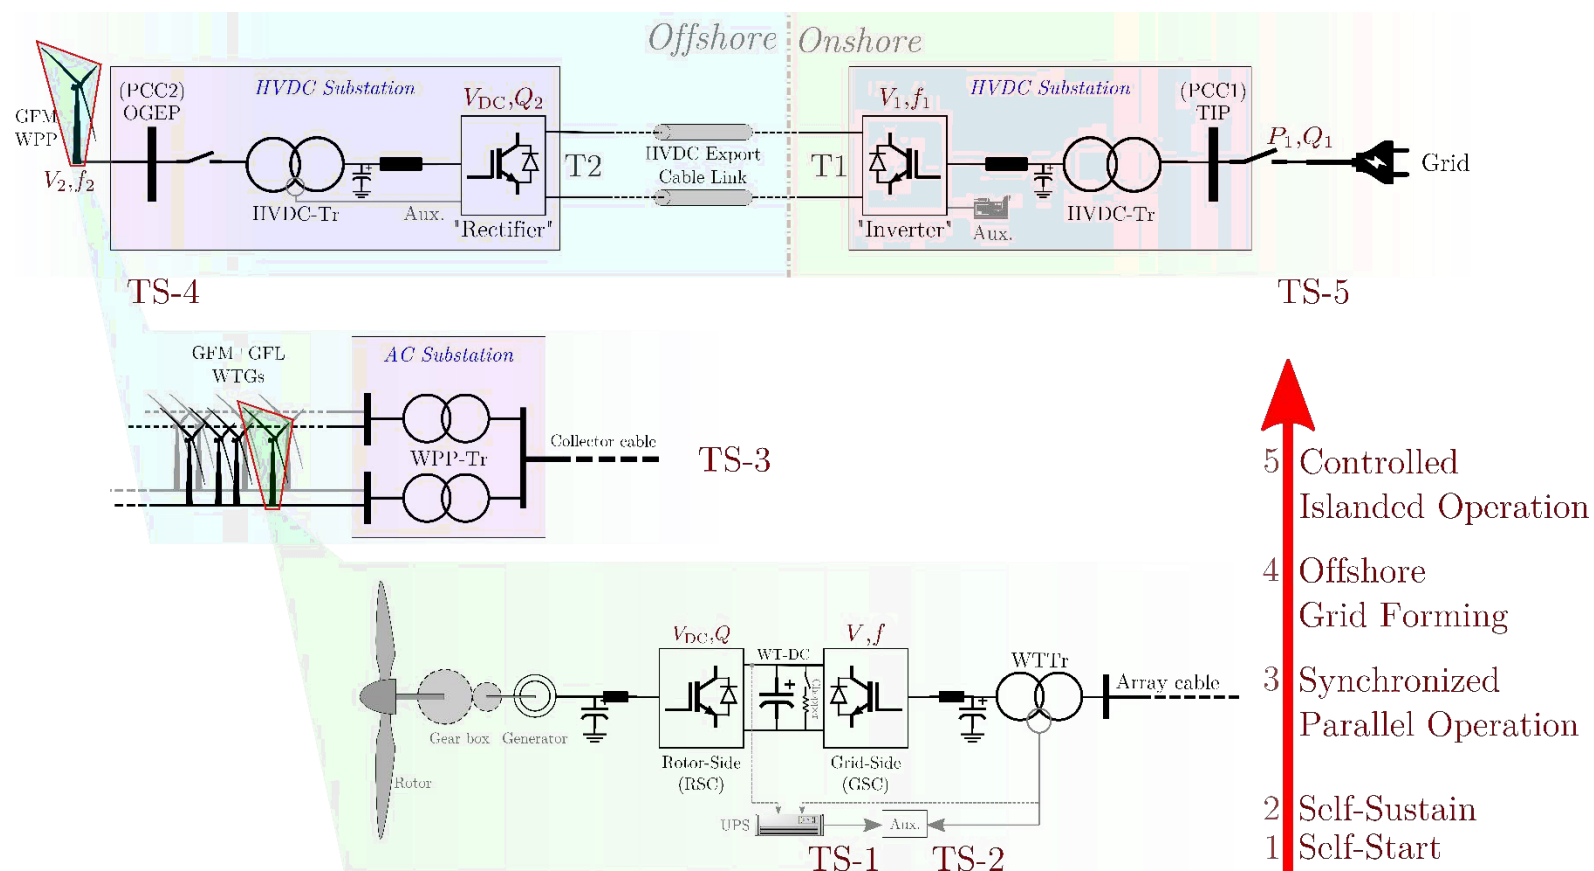 Offshore
Onshore
HVDC Substation
HVDC Substation
(PCC2)
OGEP
GFM
WPP
V2,f2
HVDC-Tr
Aux.
VDC,Q2
"Rectifier"
T2
HVDC Export
Cable Link
T1
V1,f1
"Inverter"
Aux.
HVDC-Tr
(PCC1)
TIP
P1,Q1
Grid
TS-4
TS-5
GFM+GFL
WTGs
AC Substation
WPP-Tr
Collector cable
TS-3
5 Controlled
Islanded Operation
4 Offshore
Grid Forming
3 Synchronized
Parallel Operation
2 Self-Sustain
1 Self-Start
Rotor
Gear box
Generator
VDC,Q
Rotor-Side
(RSC)
WT-DC
Chopper
V,f
Grid-Side
(GSC)
WTTr
Array cable
UPS
Aux.
TS-1
TS-2